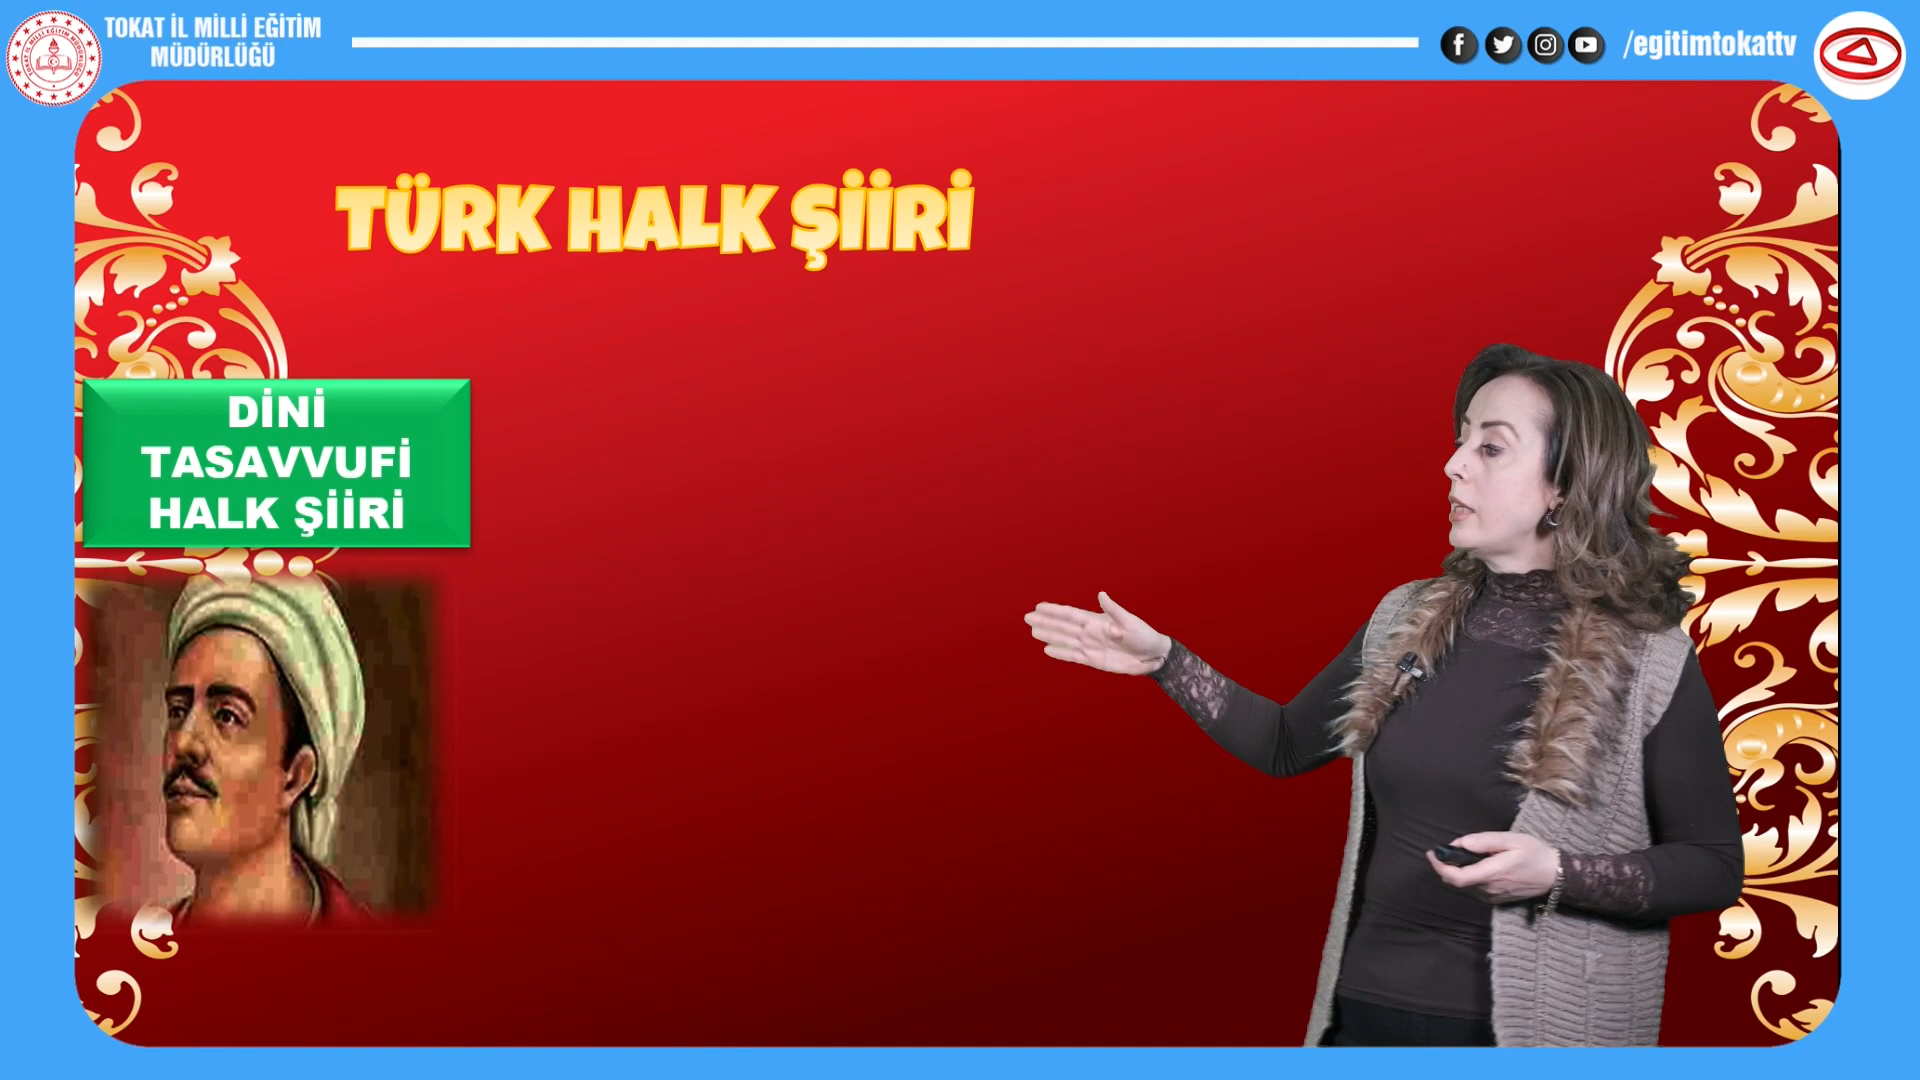 TOKAT İL MİLLİ EĞİTİM
MÜDÜRLÜĞÜ
/egitimtokattv
TÜRK HALK ŞİİRİ
DİNİ
TASAVVUFİ
HALK ŞİİRİ